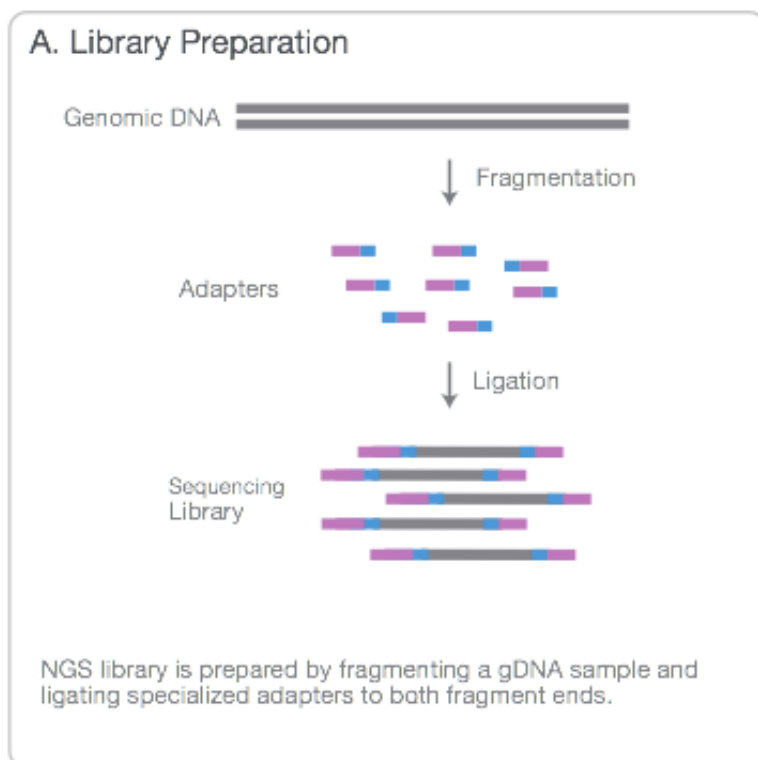 A. Library Preparation
Genomic DNA
Fragmentation
Adapters
Ligation
Sequencing
Library
NGS library is prepared by fragmenting a gDNA sample and
ligating specialized adapters to both fragment ends.